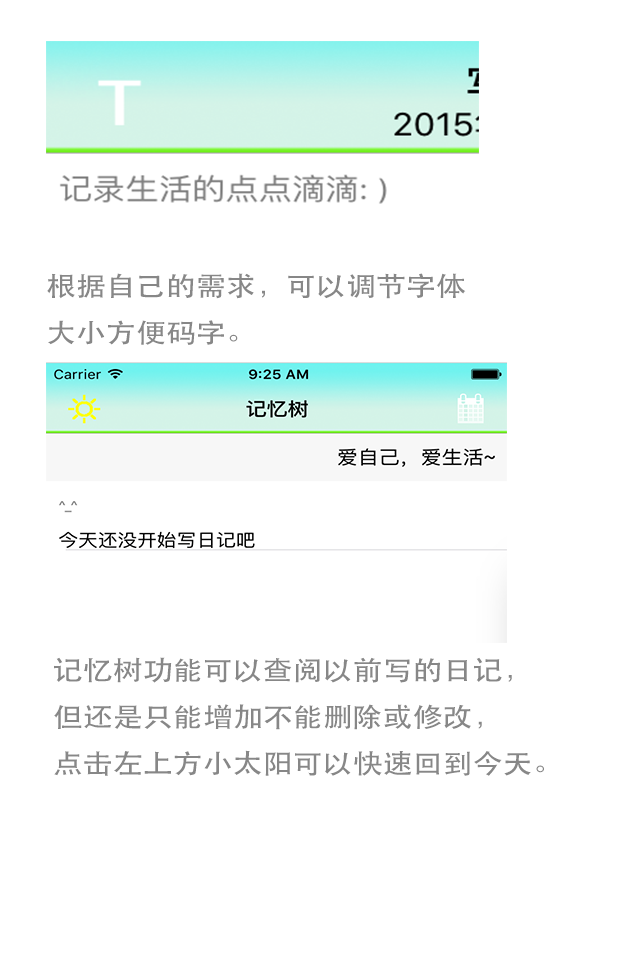 T
2015
记录生活的点点滴滴: )
根据自己的需求，可以调节字体
大小方便码字。
Carrier 9:25 AM
记忆树
爱自己，爱生活~
^_^
今天还没开始写日记吧
记忆树功能可以查阅以前写的日记，
但还是只能增加不能删除或修改，
点击左上方小太阳可以快速回到今天。